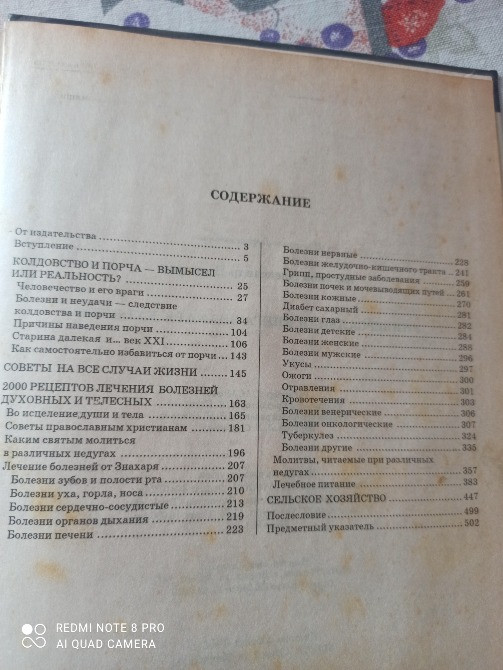 СОДЕРЖАНИЕ
От издательства ... 3
Вступление ... 5
КОЛДОВСТВО И ПОРЧА — ВЫМЫСЕЛ
ИЛИ РЕАЛЬНОСТЬ? ... 25
Человечество и его враги ... 27
Болезни и неудачи — следствие
колдовства и порчи ... 34
Причины наведения порчи ... 104
Старина далекая и... век XXI ... 106
Как самостоятельно избавиться от порчи ... 143
СОВЕТЫ НА ВСЕ СЛУЧАИ ЖИЗНИ ... 145
2000 РЕЦЕПТОВ ЛЕЧЕНИЯ БОЛЕЗНЕЙ
ДУХОВНЫХ И ТЕЛЕСНЫХ ... 163
Во исцеление души и тела ... 165
Советы православным христианам ... 181
Каким святым молиться
в различных недугах ... 196
Лечение болезней от Знахаря ... 207
Болезни зубов и полости рта ... 207
Болезни уха, горла, носа ... 210
Болезни сердечно-сосудистые ... 213
Болезни органов дыхания ... 219
Болезни печени ... 223
Болезни нервные ... 228
Болезни желудочно-кишечного тракта ... 241
Грипп, простудные заболевания ... 250
Болезни почек и мочевыводящих путей ... 261
Болезни кожные ... 270
Диабет сахарный ... 281
Болезни глаз ... 282
Болезни детские ... 284
Болезни женские ... 288
Болезни мужские ... 296
Укусы ... 297
Ожоги ... 300
Отравления ... 301
Кровотечения ... 303
Болезни венерические ... 306
Болезни онкологические ... 307
Туберкулез ... 324
Болезни другие ... 335
Молитвы, читаемые при различных
недугах ... 357
Лечебное питание ... 383
СЕЛЬСКОЕ ХОЗЯЙСТВО ... 447
Послесловие ... 499
Предметный указатель ... 502
REDMI NOTE 8 PRO
AI QUAD CAMERA